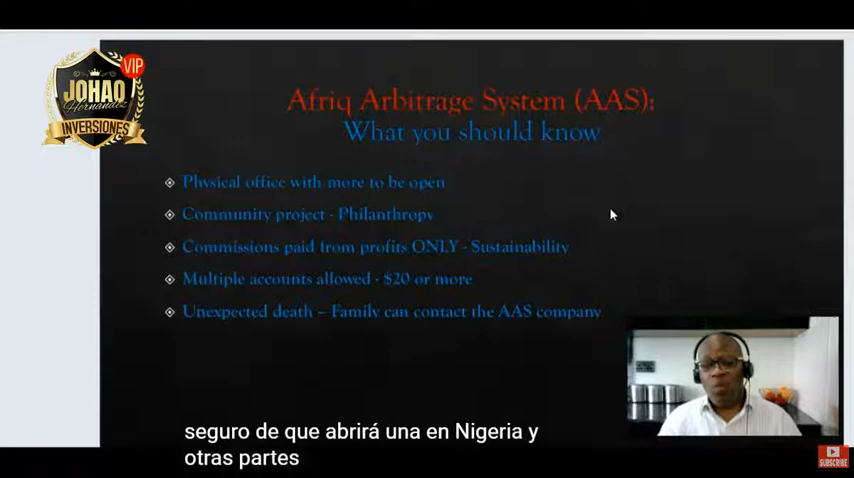 VIP
JOHAO
Hernandez
INVERSIONES
Afriq Arbitrage System (AAS):
What you should know
Physical office with more to be open
Community project - Philanthropy
Commissions paid from profits ONLY - Sustainability
Multiple accounts allowed - $20 or more
Unexpected death – Family can contact the AAS company
seguro de que abrirá una en Nigeria y
otras partes
SUBSCRIBE